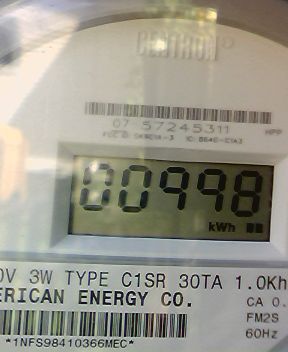 CENTRON
07 57245311 HPP
00998
kWh
0V 3W TYPE C1SR 30TA 1.0Kh
ERICAN ENERGY CO. CA 0.
FM2S
*1NFS98410366MEC* 60Hz